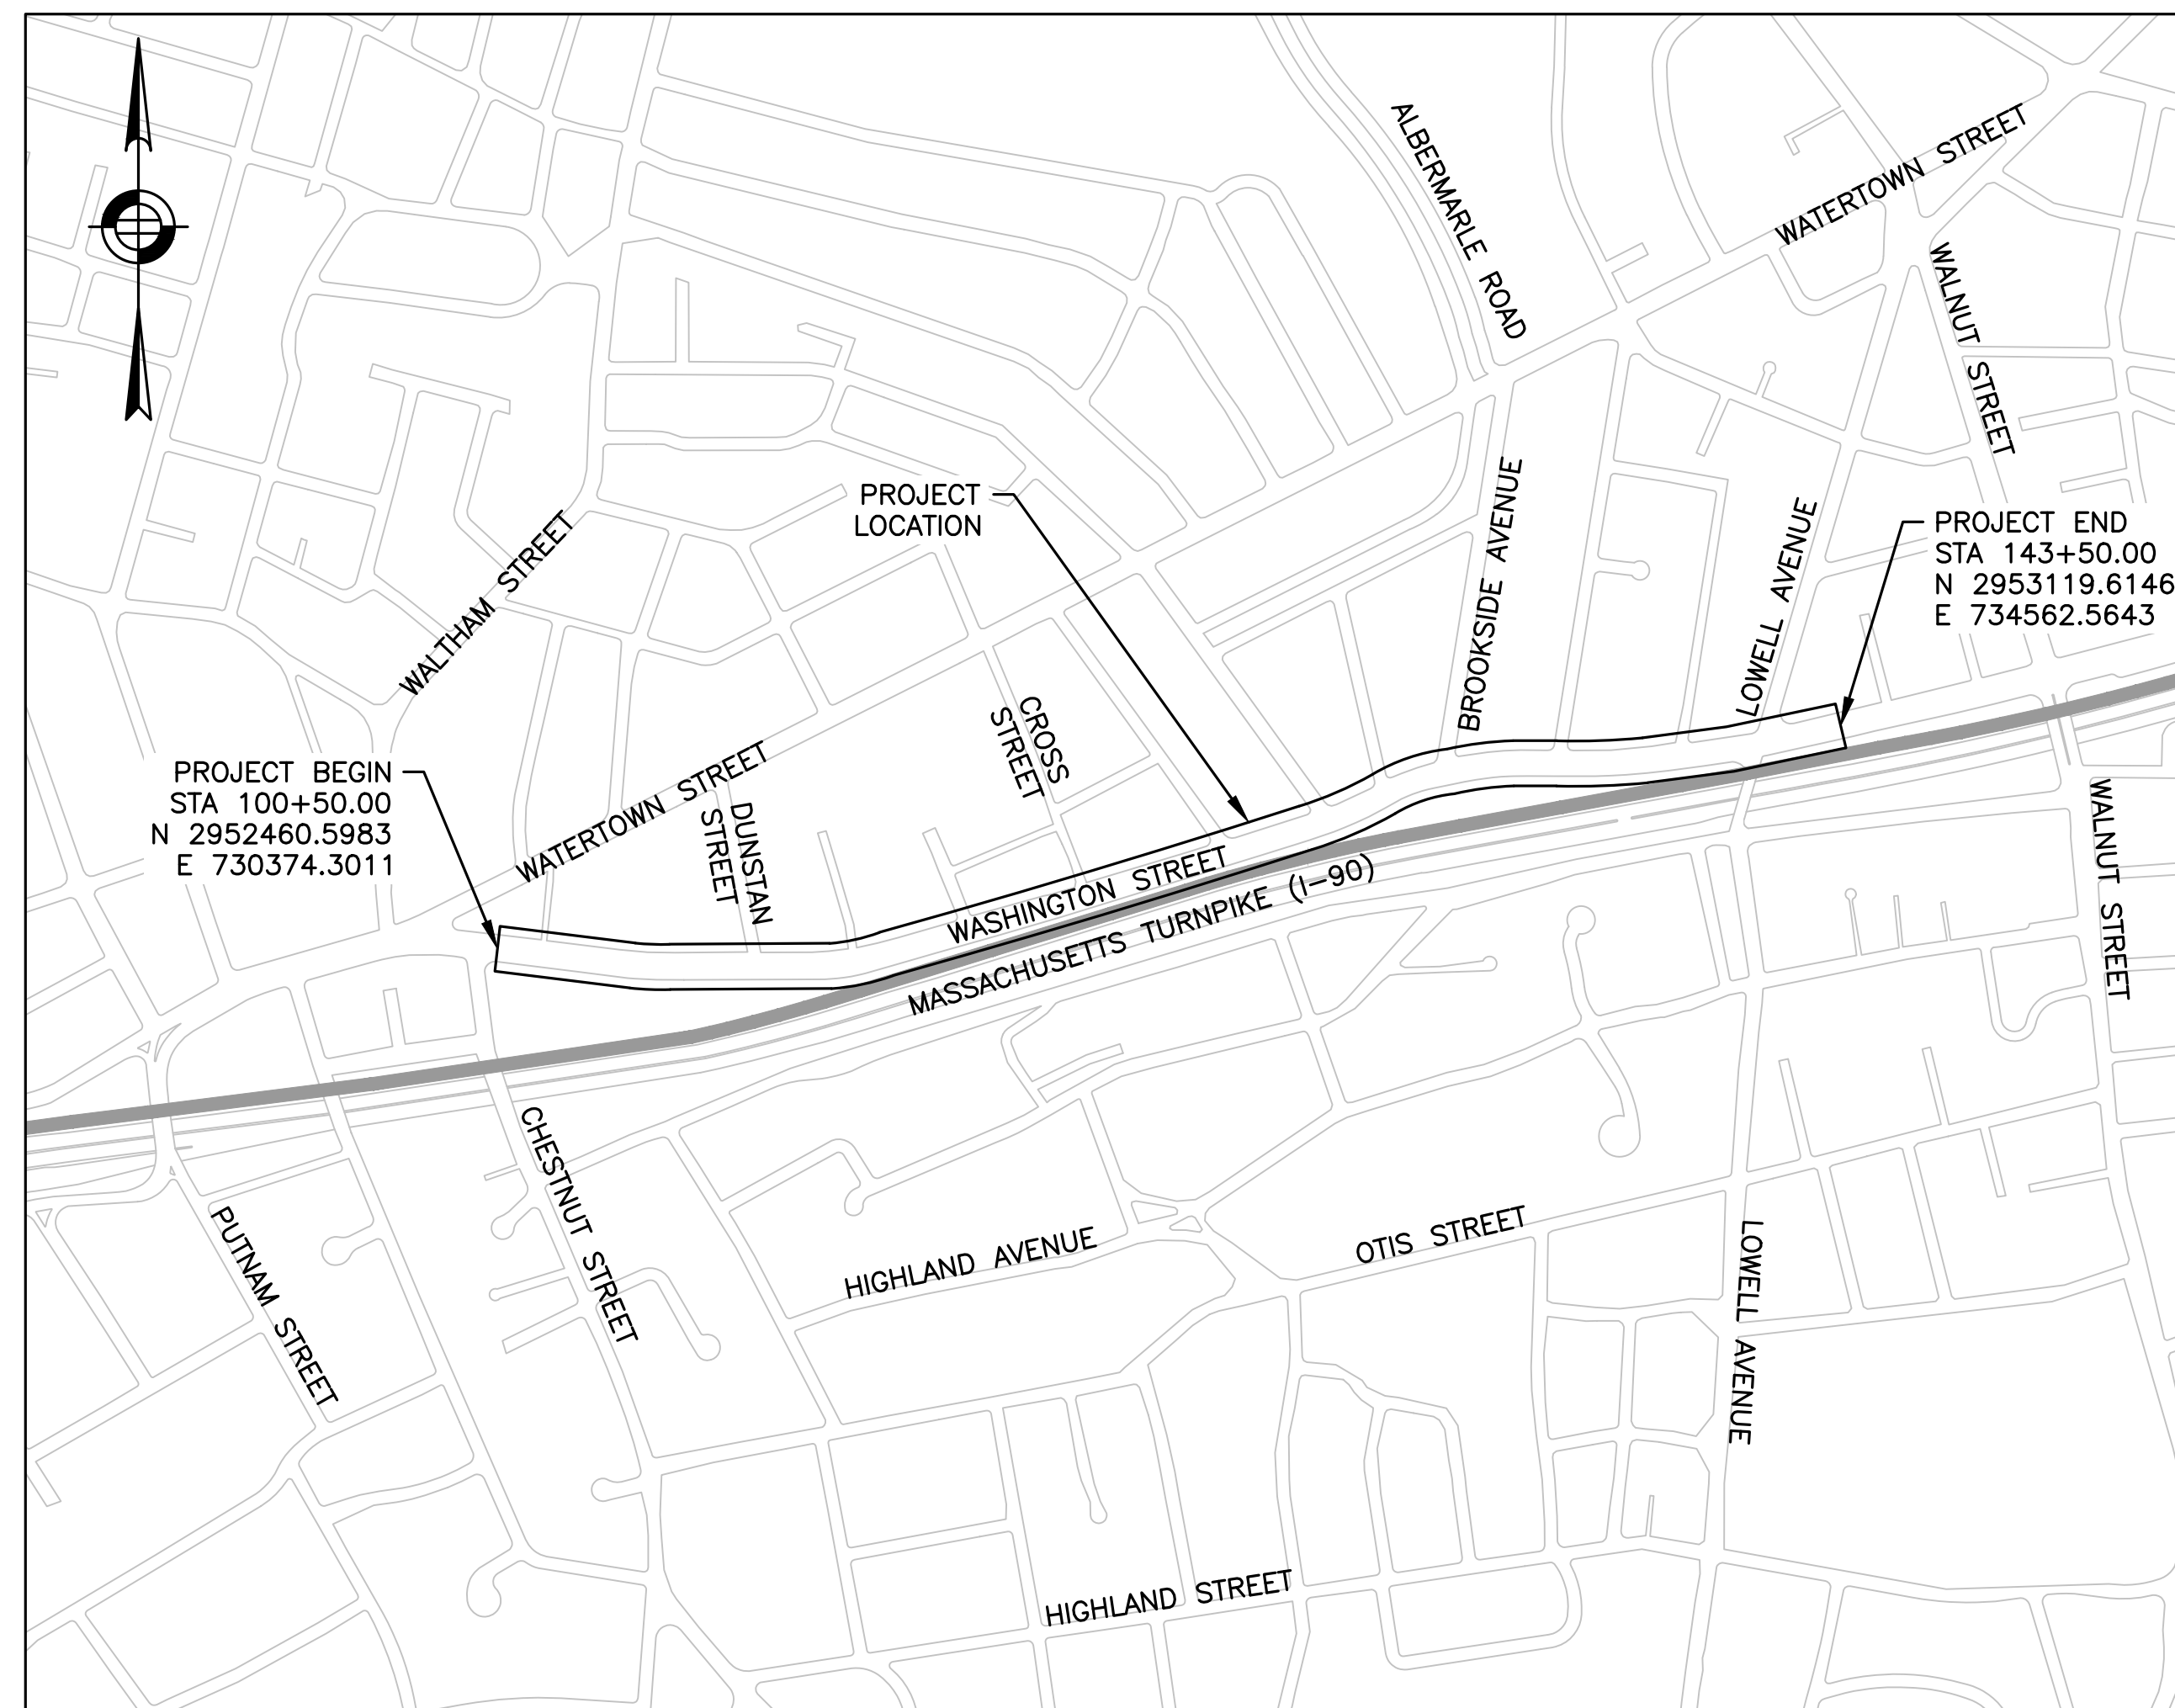 ALBERMARLE ROAD
WATERTOWN STREET
WALNUT STREET
PROJECT
LOCATION
WALTHAM STREET
BROOKSIDE AVENUE
LOWELL AVENUE
PROJECT END
STA 143+50.00
N 2953119.6146
E 734562.5643
CROSS
STREET
PROJECT BEGIN
STA 100+50.00
N 2952460.5983
E 730374.3011
WATERTOWN STREET
DUNSTAN
STREET
WASHINGTON STREET
MASSACHUSETTS TURNPIKE (I-90)
WALNUT STREET
CHESTNUT STREET
PUTNAM STREET
HIGHLAND AVENUE
OTIS STREET
LOWELL AVENUE
HIGHLAND STREET